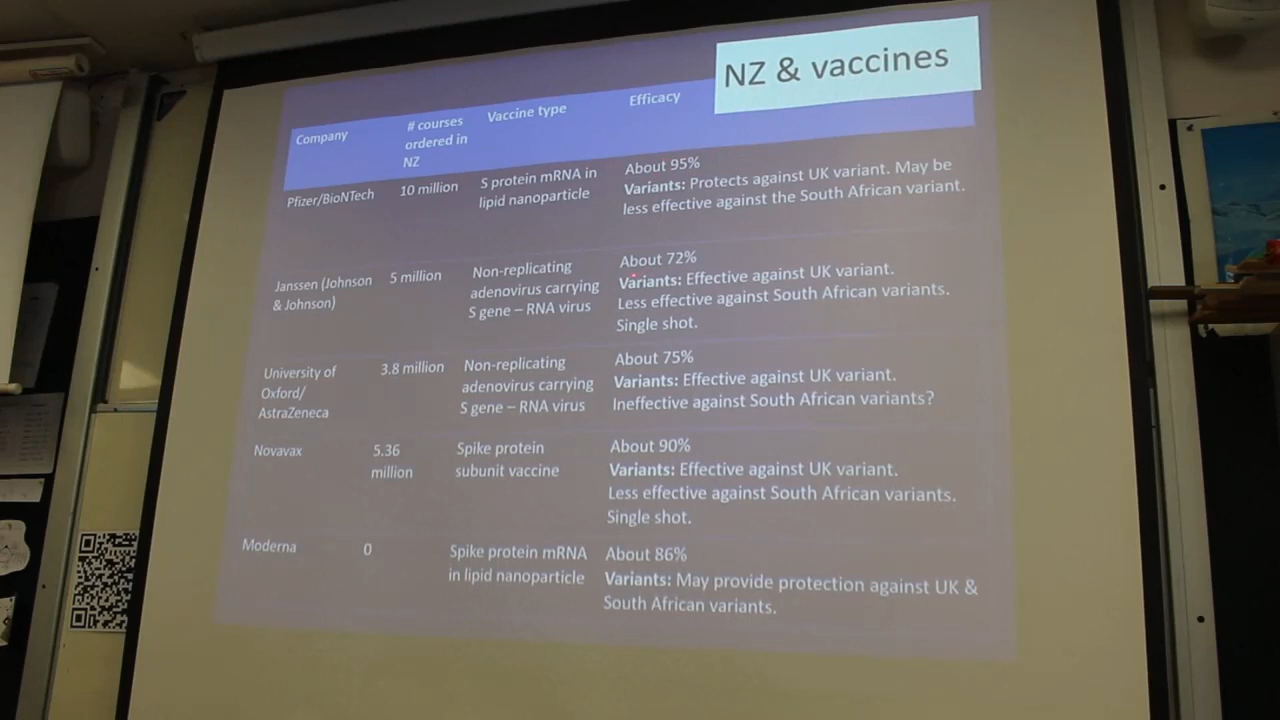 NZ & vaccines
Company
# courses
ordered in
NZ
Vaccine type
Efficacy
Pfizer/BioNTech
10 million
S protein mRNA in
lipid nanoparticle
About 95%
Variants: Protects against UK variant. May be
less effective against the South African variant.
Janssen (Johnson
& Johnson)
5 million
Non-replicating
adenovirus carrying
S gene – RNA virus
About 72%
Variants: Effective against UK variant.
Less effective against South African variants.
Single shot.
University of
Oxford/
AstraZeneca
3.8 million
Non-replicating
adenovirus carrying
S gene – RNA virus
About 75%
Variants: Effective against UK variant.
Ineffective against South African variants?
Novavax
5.36
million
Spike protein
subunit vaccine
About 90%
Variants: Effective against UK variant.
Less effective against South African variants.
Single shot.
Moderna
0
Spike protein mRNA
in lipid nanoparticle
About 86%
Variants: May provide protection against UK &
South African variants.